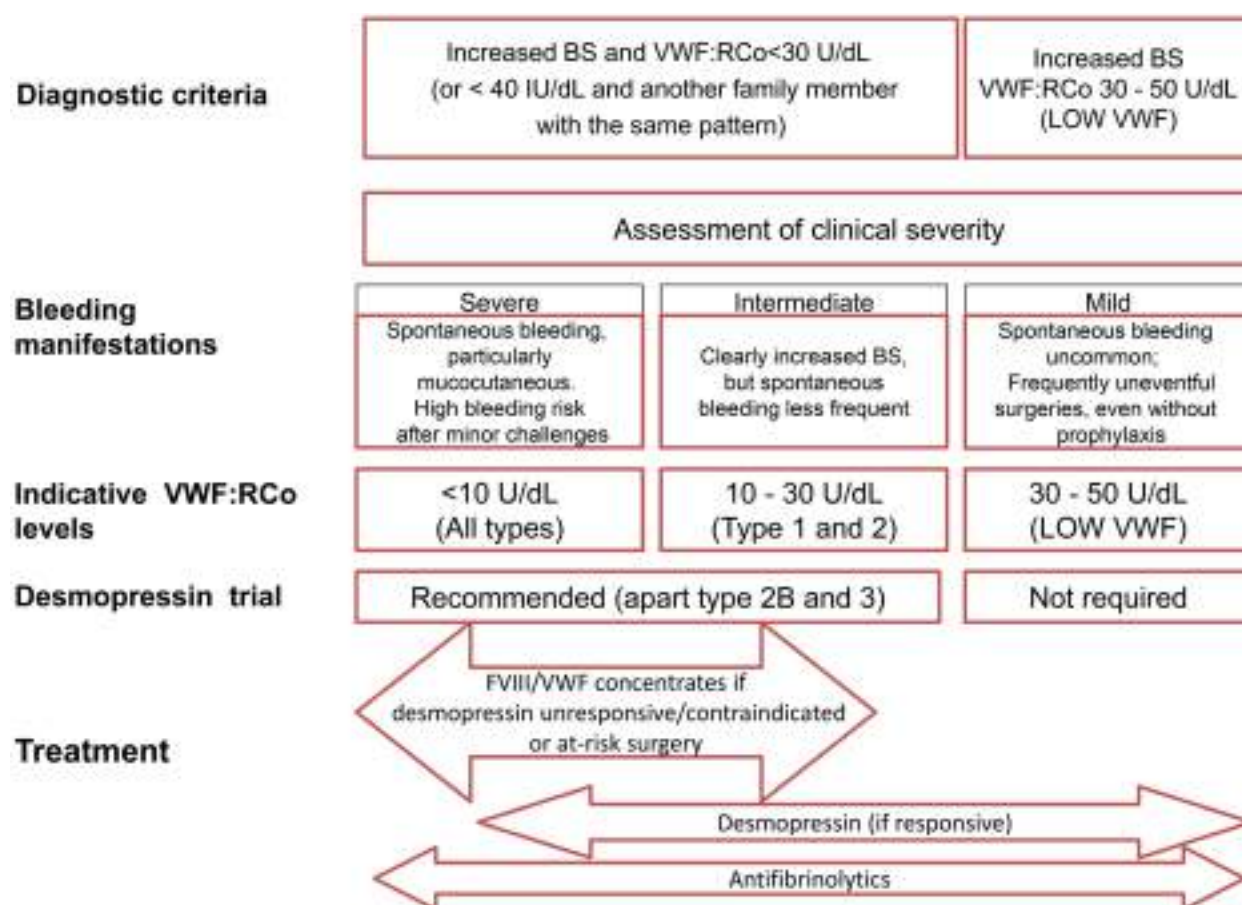 Diagnostic criteria
Increased BS and VWF:RCo<30 U/dL
(or < 40 IU/dL and another family member
with the same pattern)
Increased BS
VWF:RCo 30 - 50 U/dL
(LOW VWF)
Assessment of clinical severity
Bleeding
manifestations
Severe
Spontaneous bleeding,
particularly
mucocutaneous.
High bleeding risk
after minor challenges
Intermediate
Clearly increased BS,
but spontaneous
bleeding less frequent
Mild
Spontaneous bleeding
uncommon;
Frequently uneventful
surgeries, even without
prophylaxis
Indicative VWF:RCo
levels
<10 U/dL
(All types)
10 - 30 U/dL
(Type 1 and 2)
30 - 50 U/dL
(LOW VWF)
Desmopressin trial
Recommended (apart type 2B and 3)
Not required
Treatment
FVIII/VWF concentrates if
desmopressin unresponsive/contraindicated
or at-risk surgery
Desmopressin (if responsive)
Antifibrinolytics